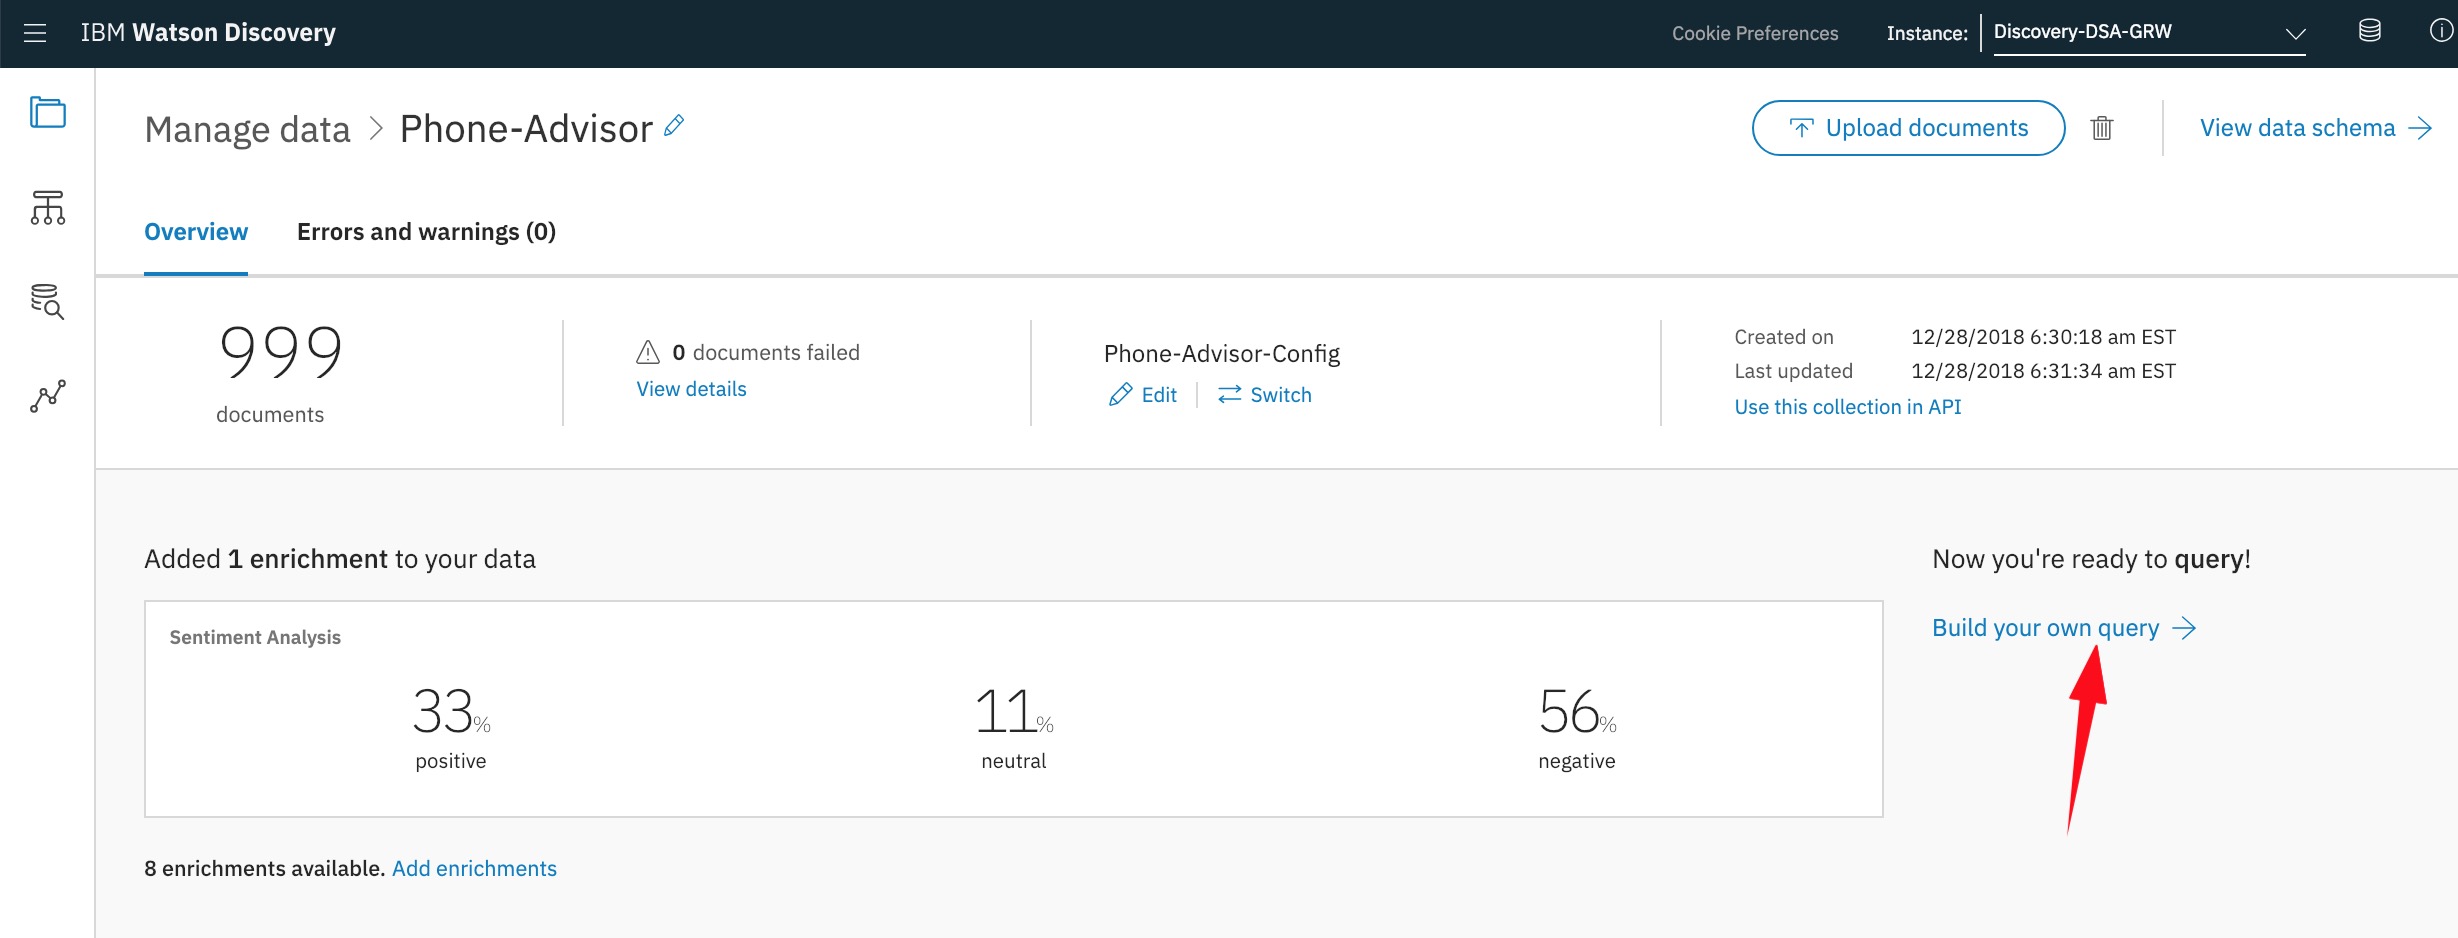 IBM Watson Discovery
Cookie Preferences
Instance:
Discovery-DSA-GRW
Manage data > Phone-Advisor
Upload documents
View data schema
Overview
Errors and warnings (0)
999
documents
0 documents failed
View details
Phone-Advisor-Config
Edit
Switch
Created on 12/28/2018 6:30:18 am EST
Last updated 12/28/2018 6:31:34 am EST
Use this collection in API
Added 1 enrichment to your data
Now you're ready to query!
Build your own query
Sentiment Analysis
33%
positive
11%
neutral
56%
negative
8 enrichments available. Add enrichments